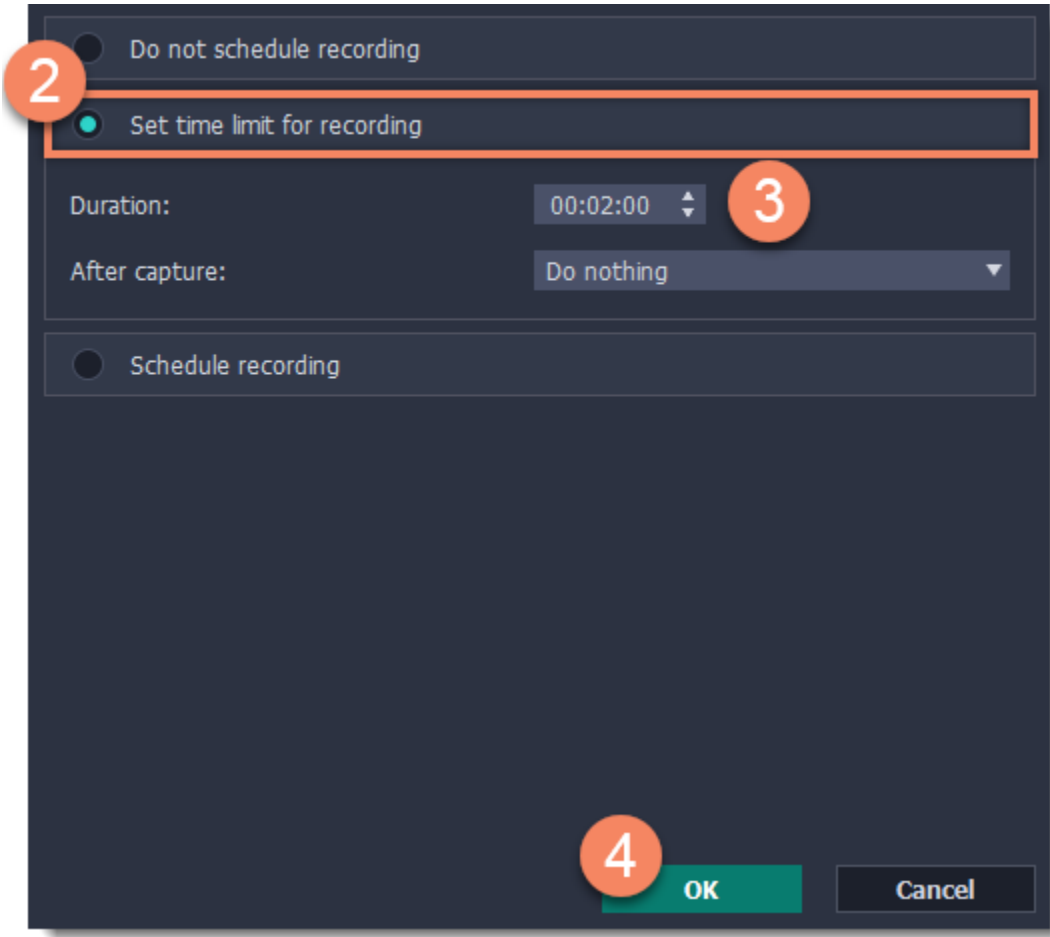 Do not schedule recording
2
Set time limit for recording
Duration: 00:02:00 3
After capture: Do nothing
Schedule recording
4
OK Cancel